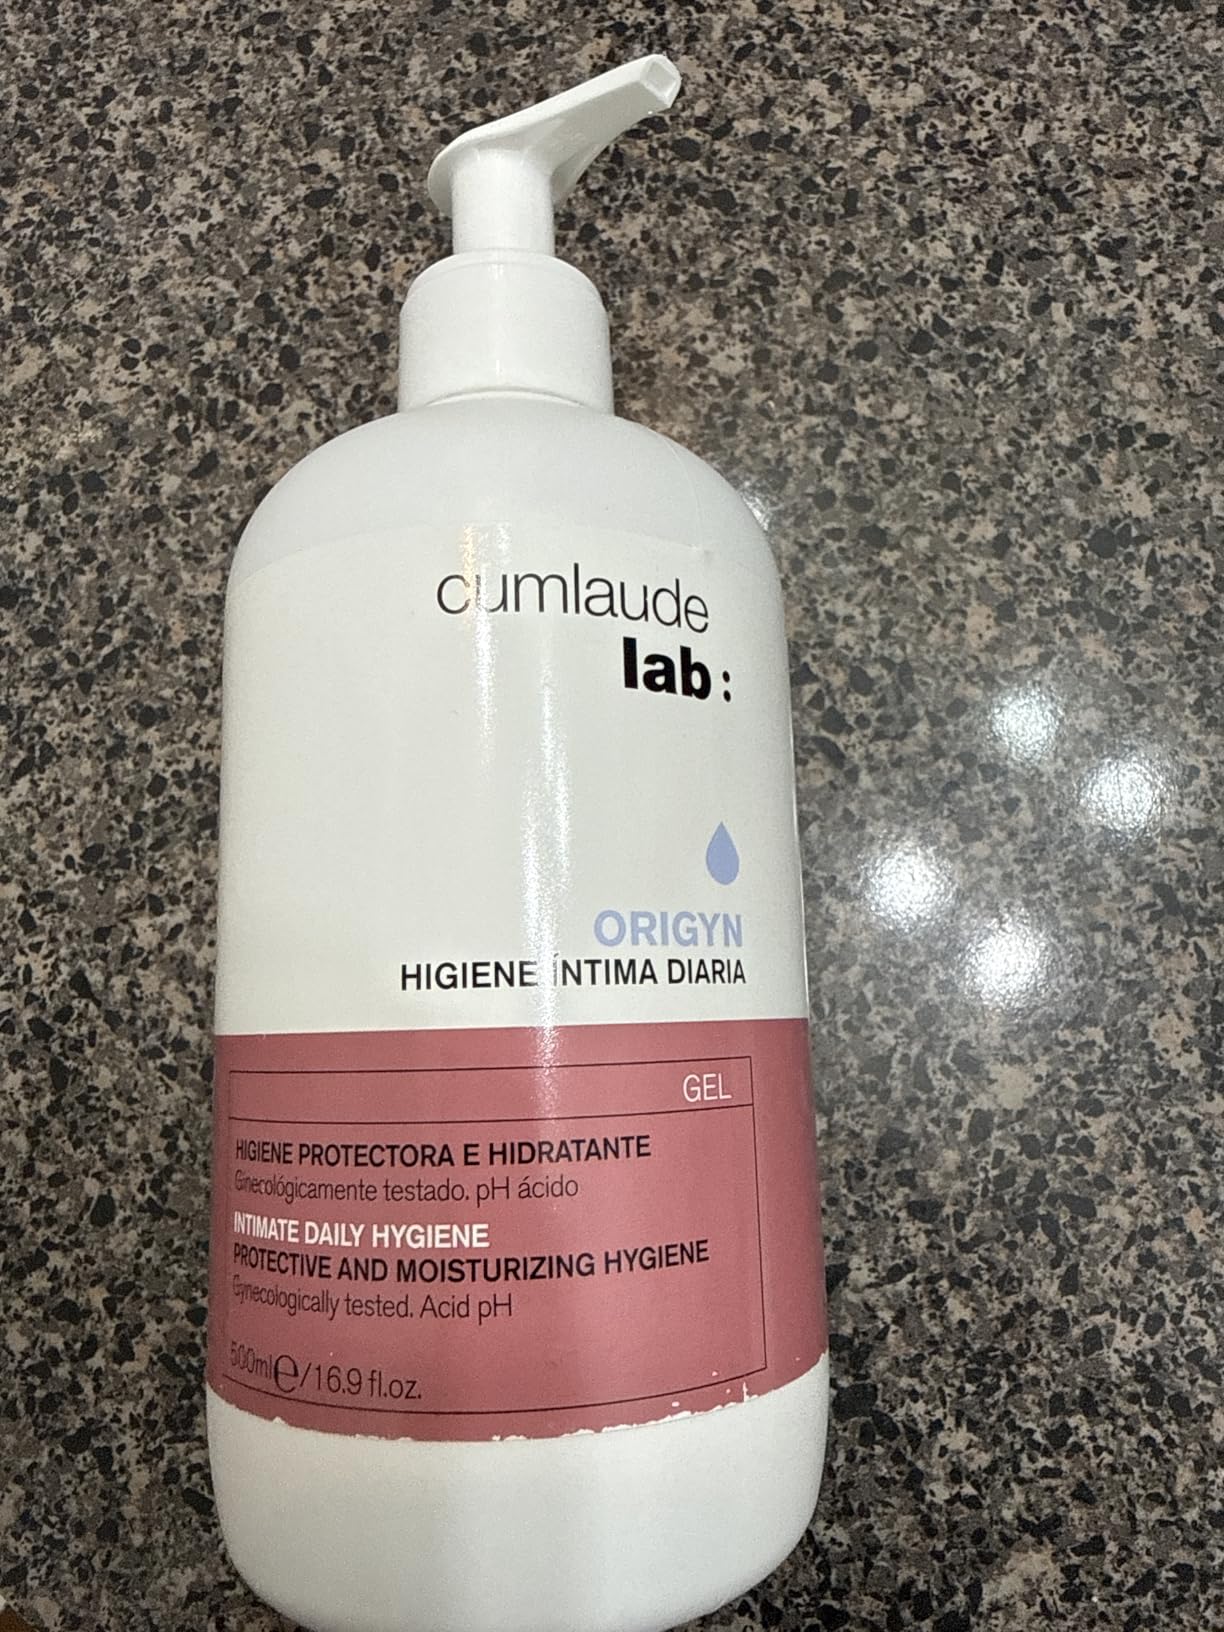 cumlaude
lab:
ORIGYN
HIGIENE ÍNTIMA DIARIA
GEL
HIGIENE PROTECTORA E HIDRATANTE
Ginecológicamente testado. pH ácido
INTIMATE DAILY HYGIENE
PROTECTIVE AND MOISTURIZING HYGIENE
Gynecologically tested. Acid pH
500ml℮/16.9 fl.oz.